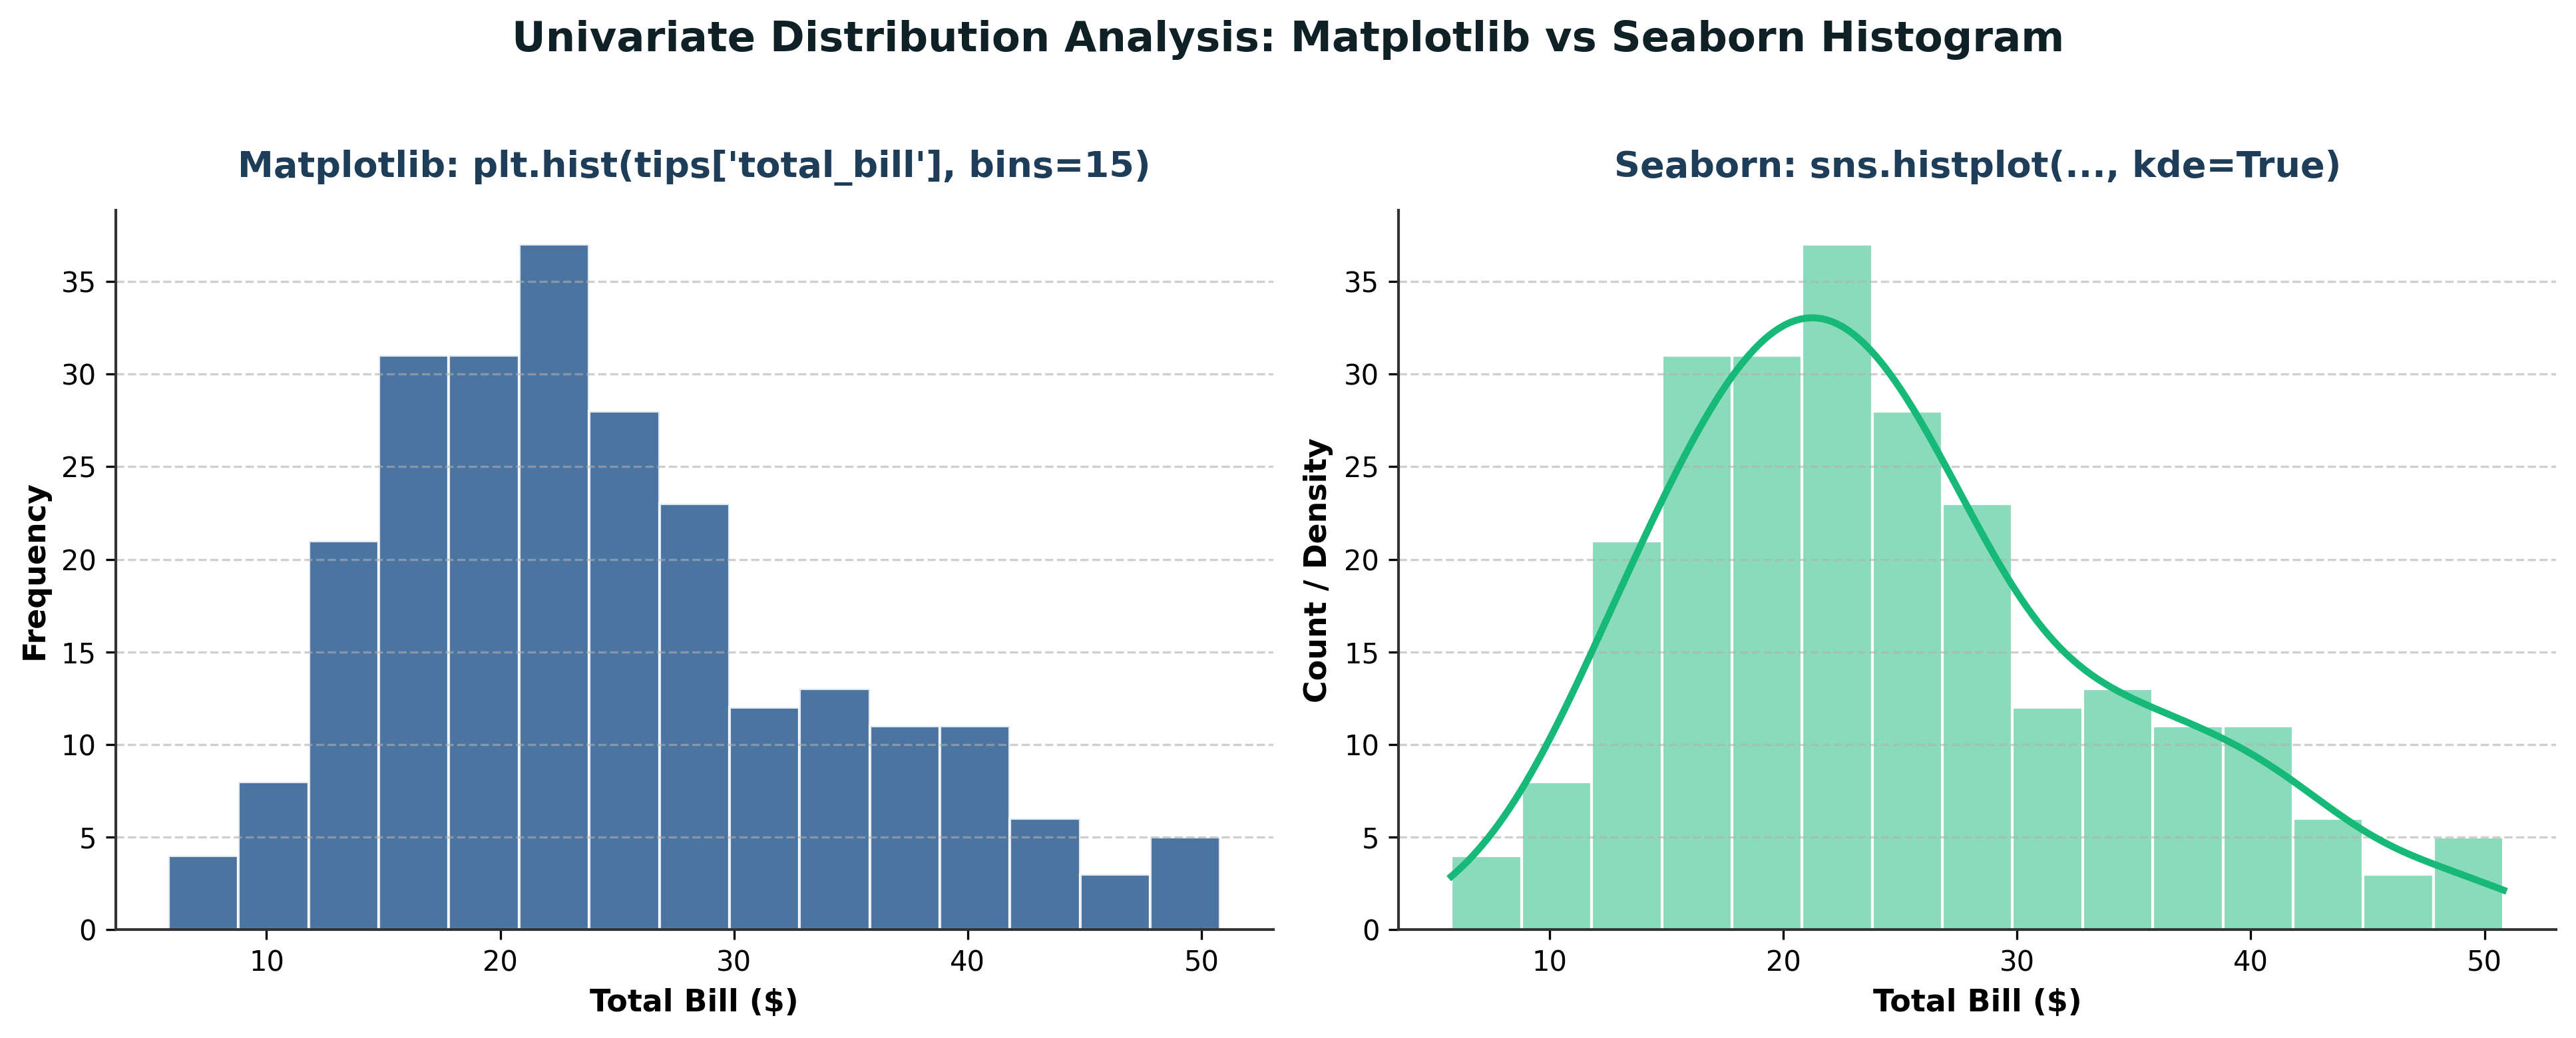 Univariate Distribution Analysis: Matplotlib vs Seaborn Histogram
Matplotlib: plt.hist(tips['total_bill'], bins=15)
Frequency
35
30
25
20
15
10
5
0
10 20 30 40 50
Total Bill ($)
Seaborn: sns.histplot(..., kde=True)
Count / Density
35
30
25
20
15
10
5
0
10 20 30 40 50
Total Bill ($)